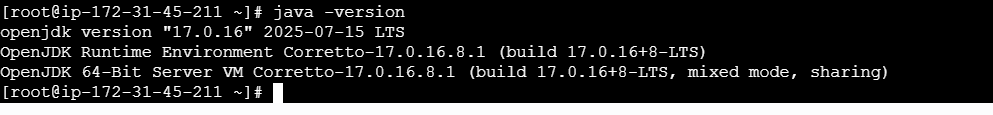 [root@ip-172-31-45-211 ~]# java -version
openjdk version "17.0.16" 2025-07-15 LTS
OpenJDK Runtime Environment Corretto-17.0.16.8.1 (build 17.0.16+8-LTS)
OpenJDK 64-Bit Server VM Corretto-17.0.16.8.1 (build 17.0.16+8-LTS, mixed mode, sharing)
[root@ip-172-31-45-211 ~]#